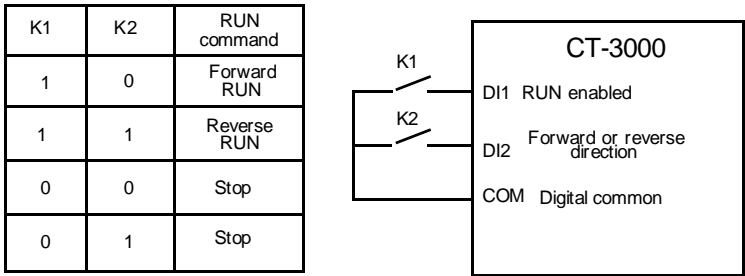 K1 K2 RUN
command
1 0 Forward
RUN
1 1 Reverse
RUN
0 0 Stop
0 1 Stop
CT-3000
K1
DI1 RUN enabled
K2
DI2 Forward or reverse
direction
COM Digital common